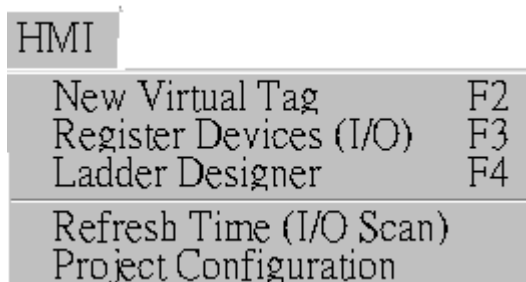 HMI
New Virtual Tag F2
Register Devices (I/O) F3
Ladder Designer F4
Refresh Time (I/O Scan)
Project Configuration